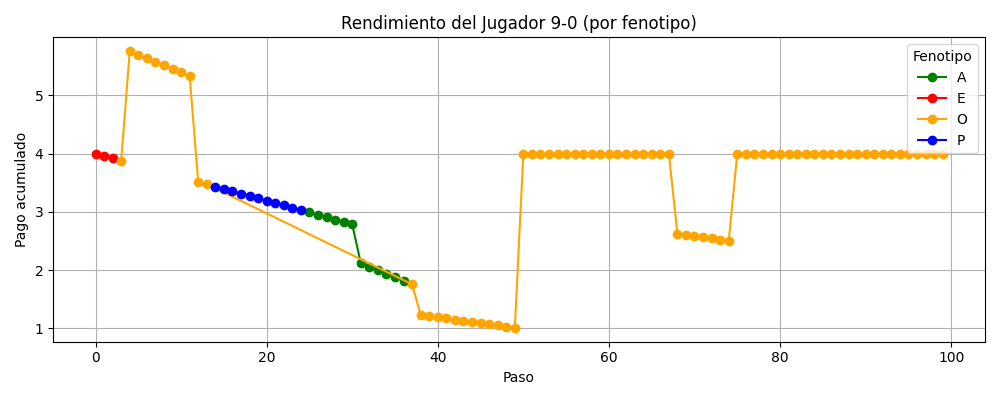 Rendimiento del Jugador 9-0 (por fenotipo)
Pago acumulado
5
4
3
2
1
0
20
40
60
80
100
Paso
Fenotipo
A
E
O
P